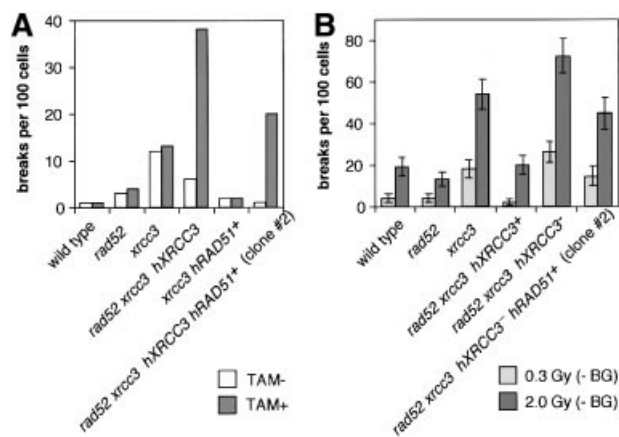 A
breaks per 100 cells
40
30
20
10
0
wild type
rad52
xrcc3
rad52 xrcc3 hXRCC3
xrcc3 hRAD51+
rad52 xrcc3 hXRCC3 hRAD51+ (clone #2)
TAM-
TAM+
B
breaks per 100 cells
80
60
40
20
0
wild type
rad52
xrcc3
rad52 xrcc3 hXRCC3+
rad52 xrcc3 hXRCC3-
rad52 xrcc3 hXRCC3- hRAD51+ (clone #2)
0.3 Gy (- BG)
2.0 Gy (- BG)